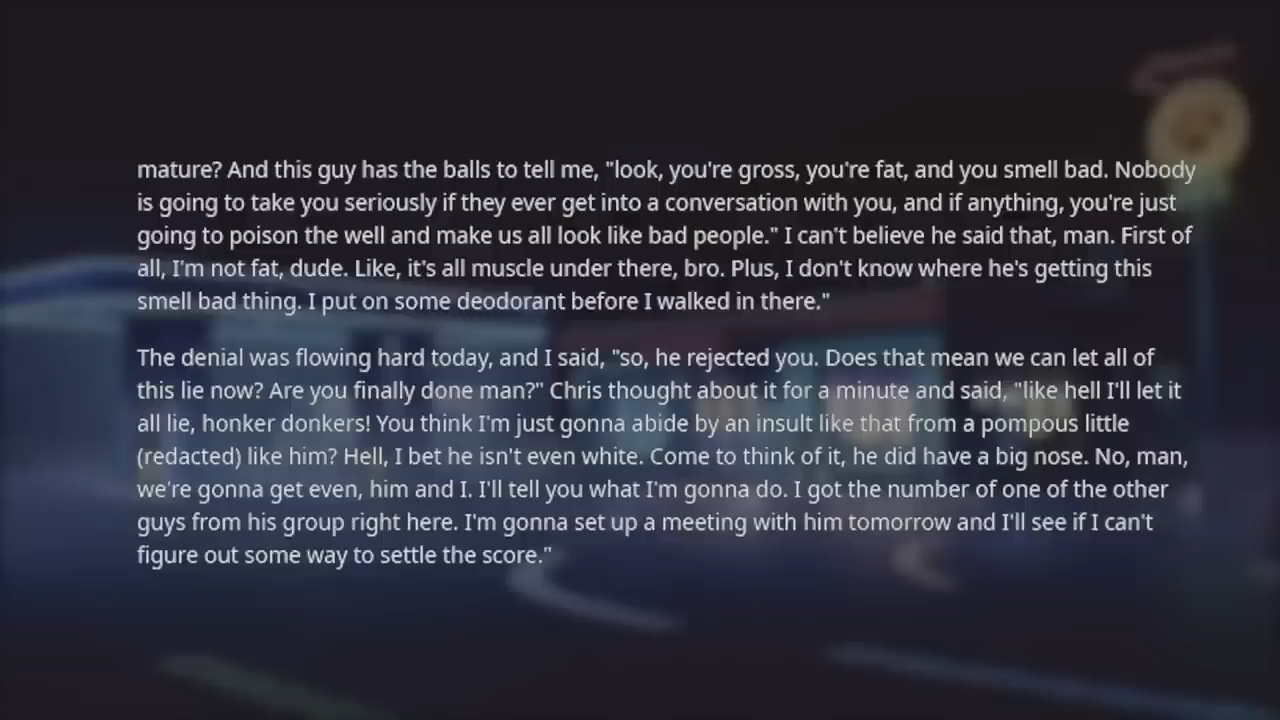 mature? And this guy has the balls to tell me, "look, you're gross, you're fat, and you smell bad. Nobody
is going to take you seriously if they ever get into a conversation with you, and if anything, you're just
going to poison the well and make us all look like bad people." I can't believe he said that, man. First of
all, I'm not fat, dude. Like, it's all muscle under there, bro. Plus, I don't know where he's getting this
smell bad thing. I put on some deodorant before I walked in there."
The denial was flowing hard today, and I said, "so, he rejected you. Does that mean we can let all of
this lie now? Are you finally done man?" Chris thought about it for a minute and said, "like hell I'll let it
all lie, honker donkers! You think I'm just gonna abide by an insult like that from a pompous little
(redacted) like him? Hell, I bet he isn't even white. Come to think of it, he did have a big nose. No, man,
we're gonna get even, him and I. I'll tell you what I'm gonna do. I got the number of one of the other
guys from his group right here. I'm gonna set up a meeting with him tomorrow and I'll see if I can't
figure out some way to settle the score."